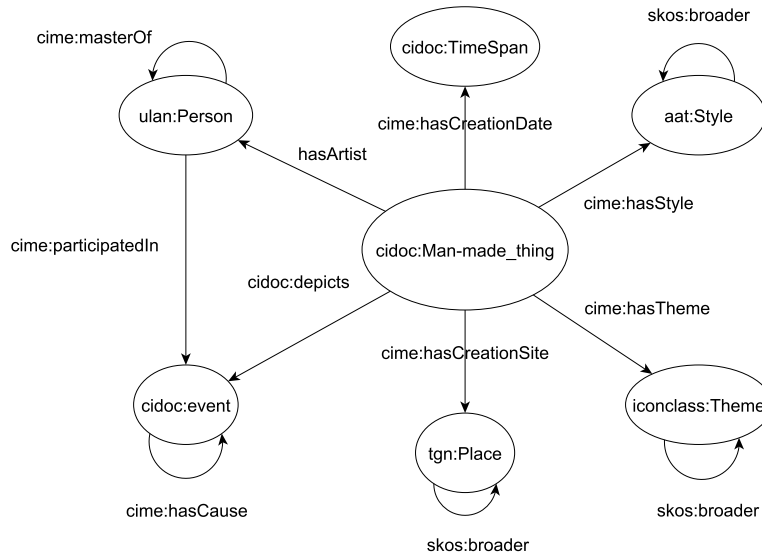 skos:broader
cime:masterOf
cidoc:TimeSpan
ulan:Person
aat:Style
cime:hasCreationDate
hasArtist
cime:hasStyle
cime:participatedIn
cidoc:Man-made_thing
cidoc:depicts
cime:hasTheme
cime:hasCreationSite
cidoc:event
iconclass:Theme
tgn:Place
cime:hasCause
skos:broader
skos:broader